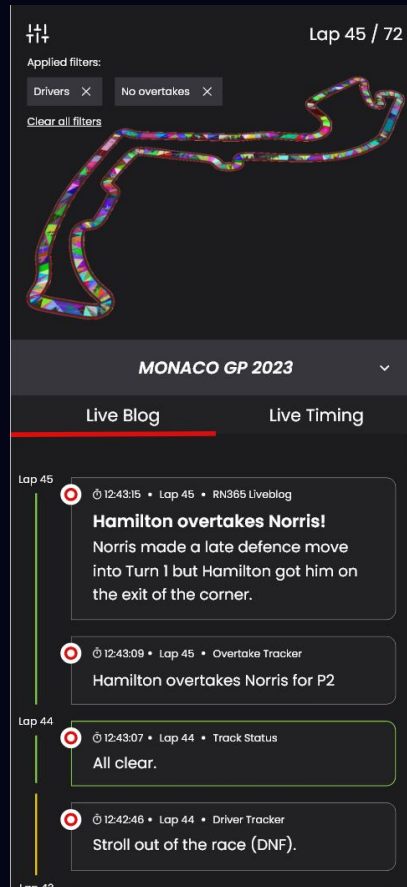 Lap 45 / 72
Applied filters:
Drivers
No overtakes
Clear all filters
MONACO GP 2023
Live Blog
Live Timing
Lap 45
12:43:15 • Lap 45 • RN365 Liveblog
Hamilton overtakes Norris!
Norris made a late defence move
into Turn 1 but Hamilton got him on
the exit of the corner.
12:43:09 • Lap 45 • Overtake Tracker
Hamilton overtakes Norris for P2
Lap 44
12:43:07 • Lap 44 • Track Status
All clear.
12:42:46 • Lap 44 • Driver Tracker
Stroll out of the race (DNF).